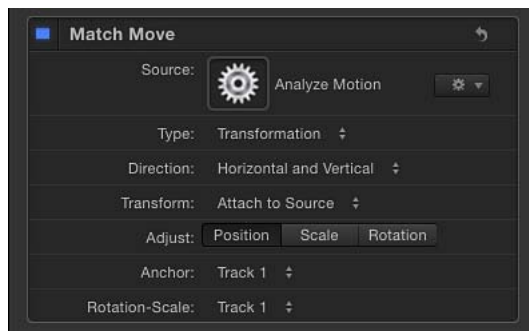 Match Move
Source: Analyze Motion
Type: Transformation
Direction: Horizontal and Vertical
Transform: Attach to Source
Adjust: Position Scale Rotation
Anchor: Track 1
Rotation-Scale: Track 1